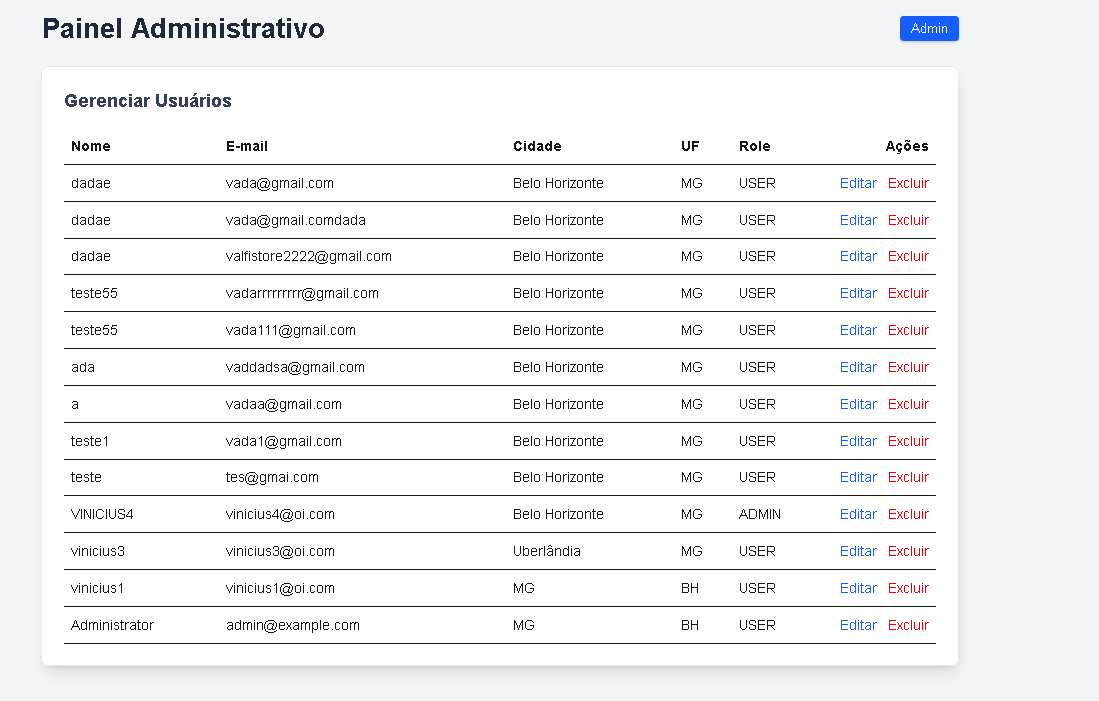 Painel Administrativo Admin
Gerenciar Usuários
Nome E-mail Cidade UF Role Ações
dadae vada@gmail.com Belo Horizonte MG USER Editar Excluir
dadae vada@gmail.comdada Belo Horizonte MG USER Editar Excluir
dadae valfistore2222@gmail.com Belo Horizonte MG USER Editar Excluir
teste55 vadarrrrrrrrr@gmail.com Belo Horizonte MG USER Editar Excluir
teste55 vada111@gmail.com Belo Horizonte MG USER Editar Excluir
ada vaddadsa@gmail.com Belo Horizonte MG USER Editar Excluir
a vadaa@gmail.com Belo Horizonte MG USER Editar Excluir
teste1 vada1@gmail.com Belo Horizonte MG USER Editar Excluir
teste tes@gmai.com Belo Horizonte MG USER Editar Excluir
VINICIUS4 vinicius4@oi.com Belo Horizonte MG ADMIN Editar Excluir
vinicius3 vinicius3@oi.com Uberlândia MG USER Editar Excluir
vinicius1 vinicius1@oi.com MG BH USER Editar Excluir
Administrator admin@example.com MG BH USER Editar Excluir